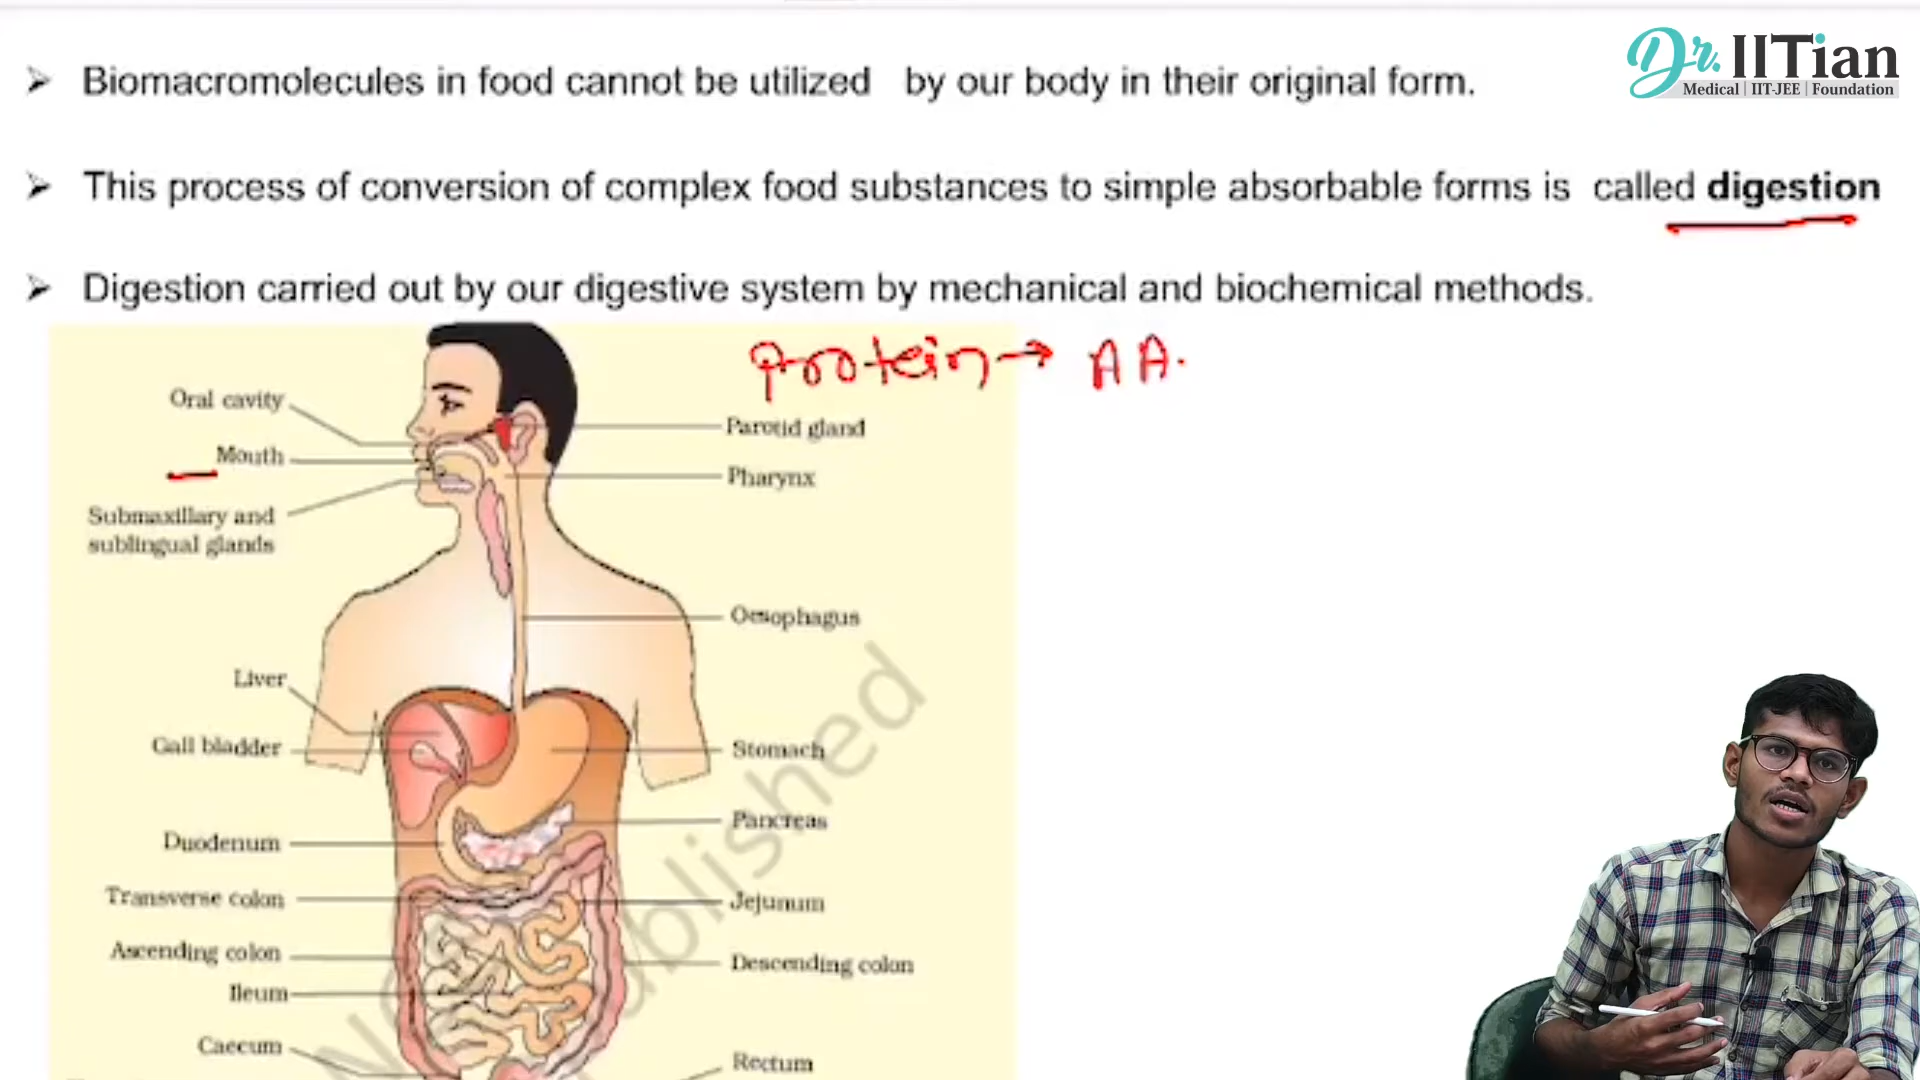 Dr. IITian
Medical | IIT-JEE | Foundation
➢ Biomacromolecules in food cannot be utilized by our body in their original form.
➢ This process of conversion of complex food substances to simple absorbable forms is called digestion
➢ Digestion carried out by our digestive system by mechanical and biochemical methods.
Protein → AA.
Oral cavity
Parotid gland
Mouth
Pharynx
Submaxillary and
sublingual glands
Oesophagus
Liver
Gall bladder
Stomach
Pancreas
Duodenum
Transverse colon
Jejunum
Ascending colon
Descending colon
Ileum
Caecum
Rectum